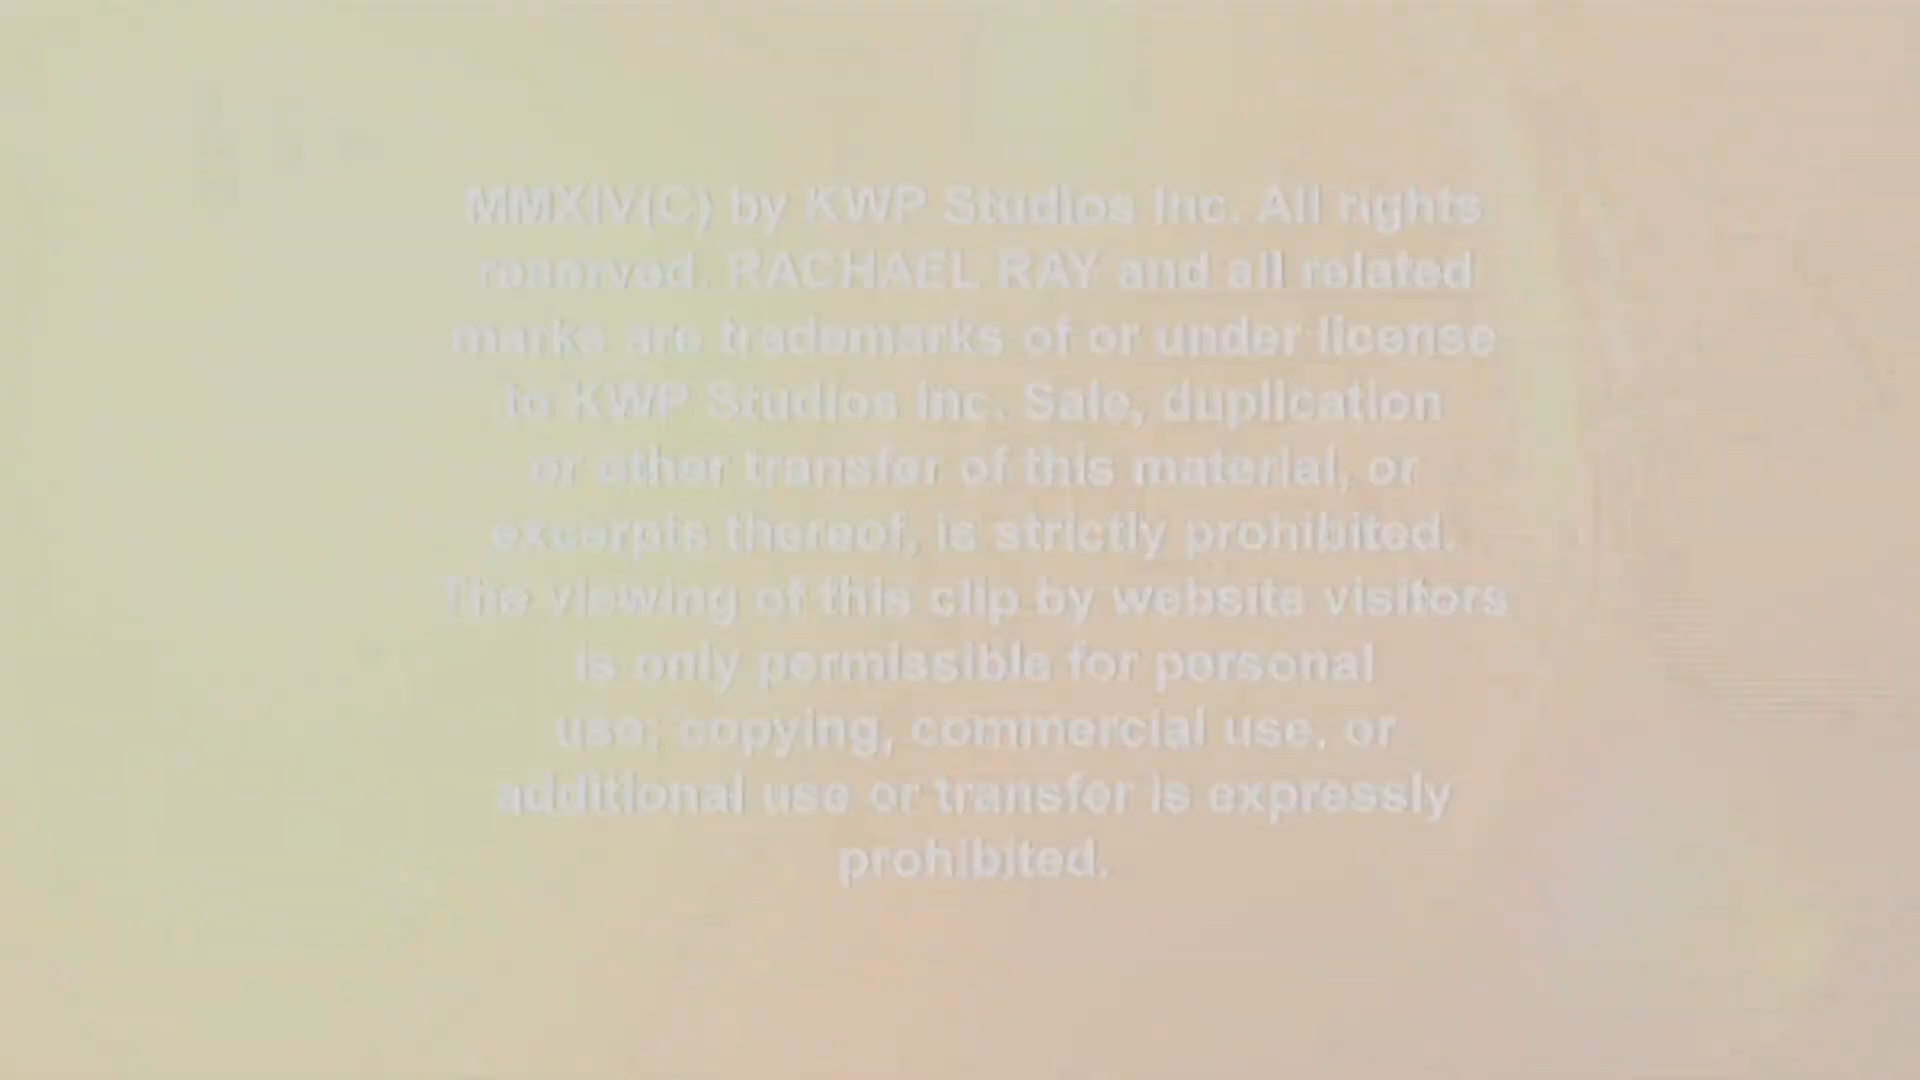 MMXIV(C) by KWP Studios Inc. All rights
reserved. RACHAEL RAY and all related
marks are trademarks of or under license
to KWP Studios Inc. Sale, duplication
or other transfer of this material, or
excerpts thereof, is strictly prohibited.
The viewing of this clip by website visitors
is only permissible for personal
use; copying, commercial use, or
additional use or transfer is expressly
prohibited.